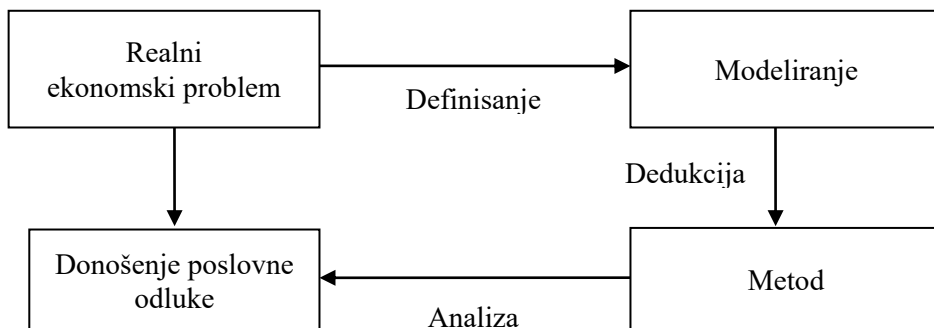 Realni
ekonomski problem
Definisanje
Modeliranje
Dedukcija
Donošenje poslovne
odluke
Analiza
Metod